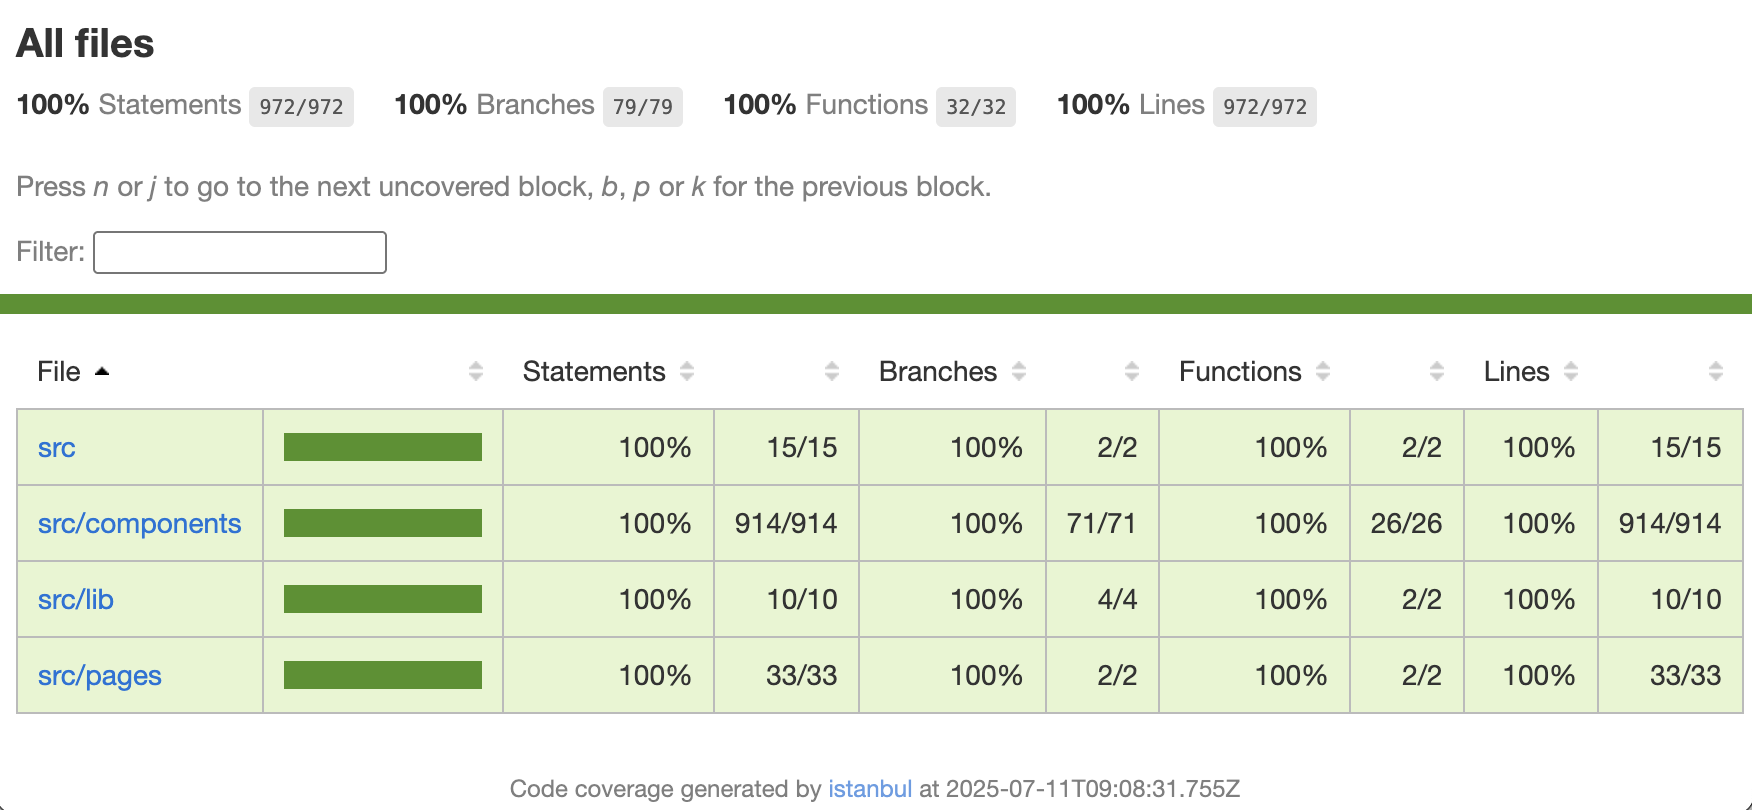 All files
100% Statements 972/972 100% Branches 79/79 100% Functions 32/32 100% Lines 972/972
Press n or j to go to the next uncovered block, b, p or k for the previous block.
Filter:
File Statements Branches Functions Lines
src 100% 15/15 100% 2/2 100% 2/2 100% 15/15
src/components 100% 914/914 100% 71/71 100% 26/26 100% 914/914
src/lib 100% 10/10 100% 4/4 100% 2/2 100% 10/10
src/pages 100% 33/33 100% 2/2 100% 2/2 100% 33/33
Code coverage generated by istanbul at 2025-07-11T09:08:31.755Z